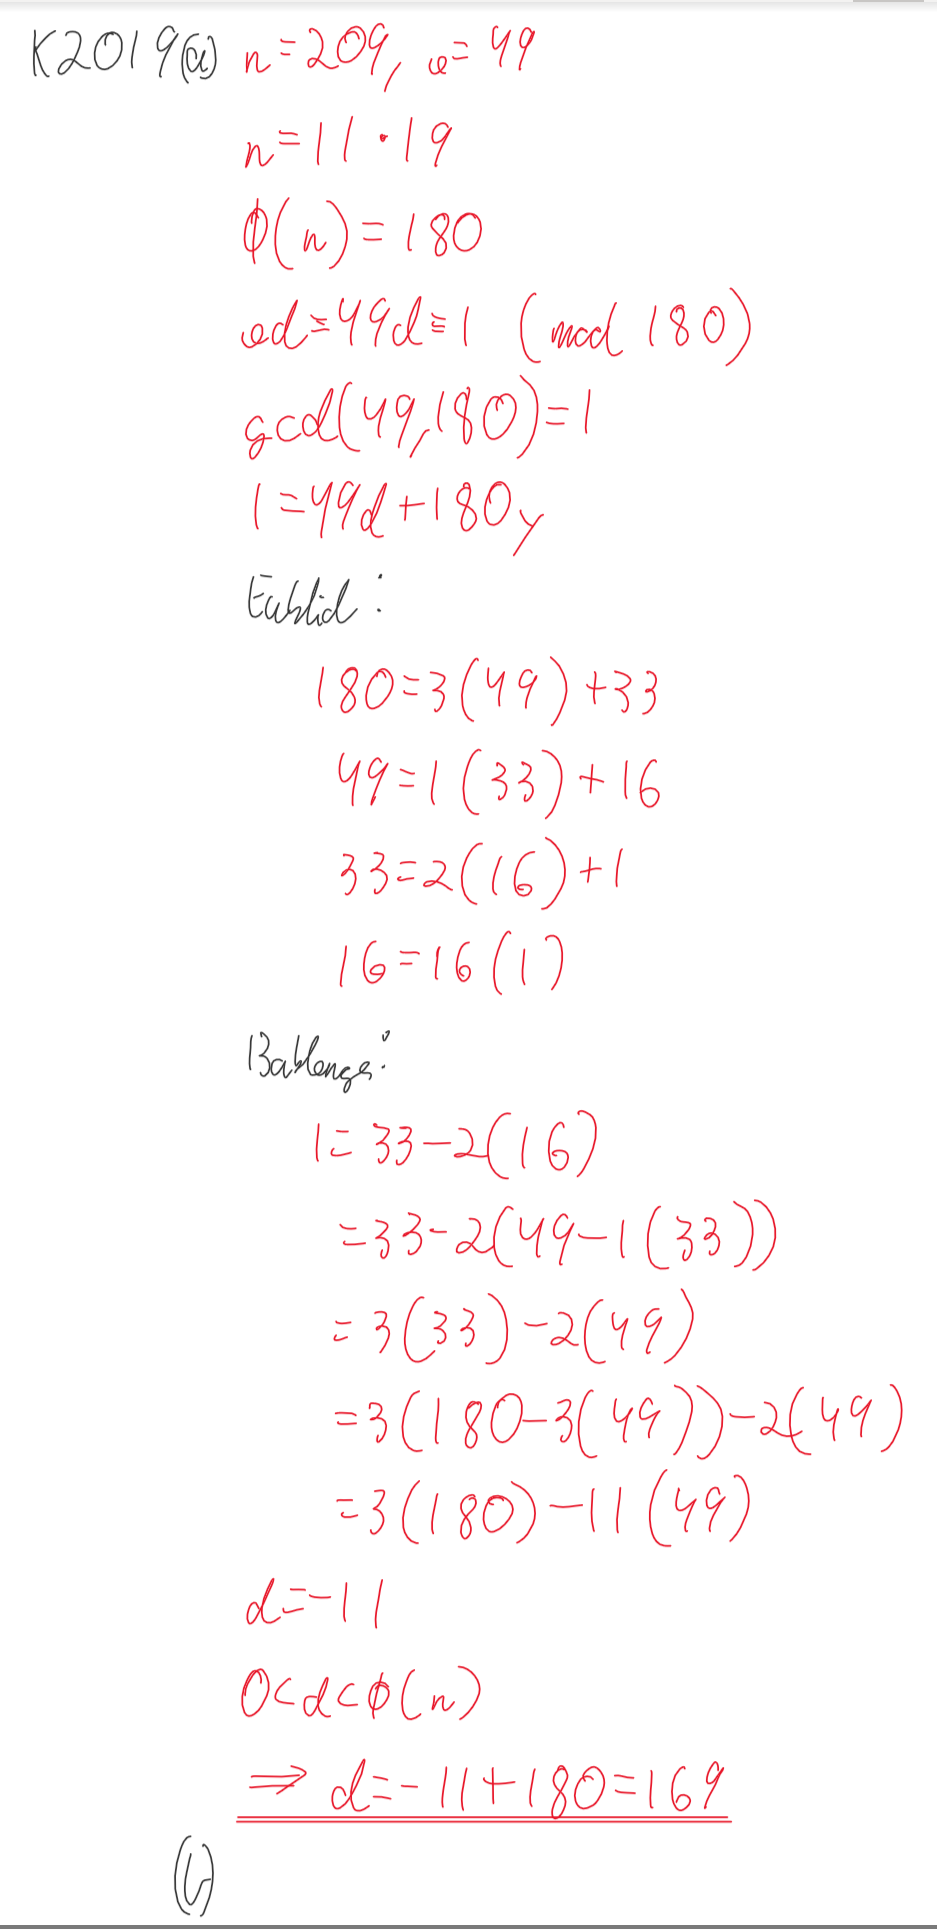 K2019(a) n=209, e=49
n=11·19
ϕ(n)=180
ed≡49d≡1 (mod 180)
gcd(49,180)=1
1=49d+180y
Euklid:
180=3(49)+33
49=1(33)+16
33=2(16)+1
16=16(1)
Baklengs:
1=33-2(16)
=33-2(49-1(33))
=3(33)-2(49)
=3(180-3(49))-2(49)
=3(180)-11(49)
d=-11
0<d<ϕ(n)
⇒ d=-11+180=169